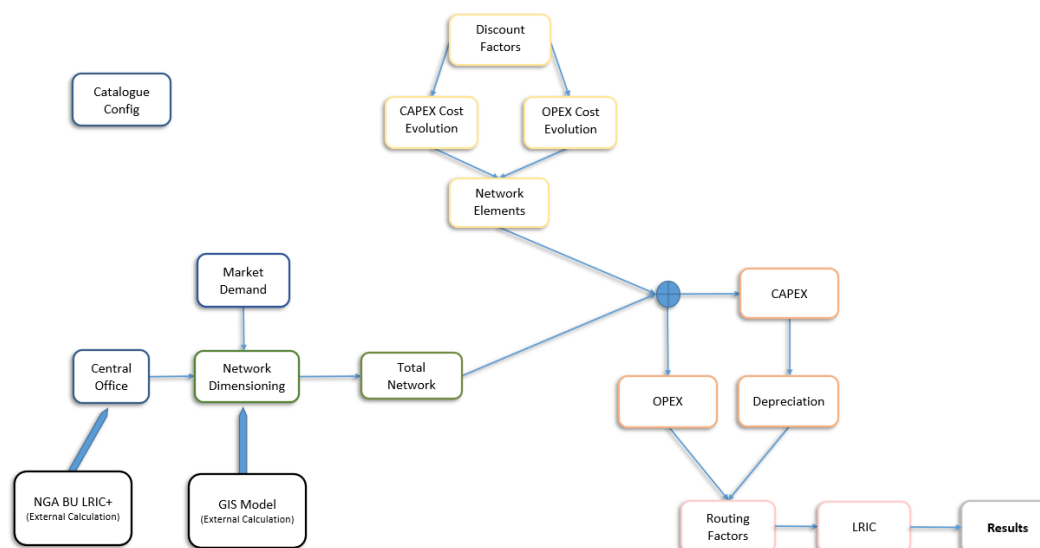 Discount
Factors
Catalogue
Config
CAPEX Cost
Evolution
OPEX Cost
Evolution
Network
Elements
Market
Demand
CAPEX
Central
Office
Network
Dimensioning
Total
Network
OPEX
Depreciation
NGA BU LRIC+
(External Calculation)
GIS Model
(External Calculation)
Routing
Factors
LRIC
Results